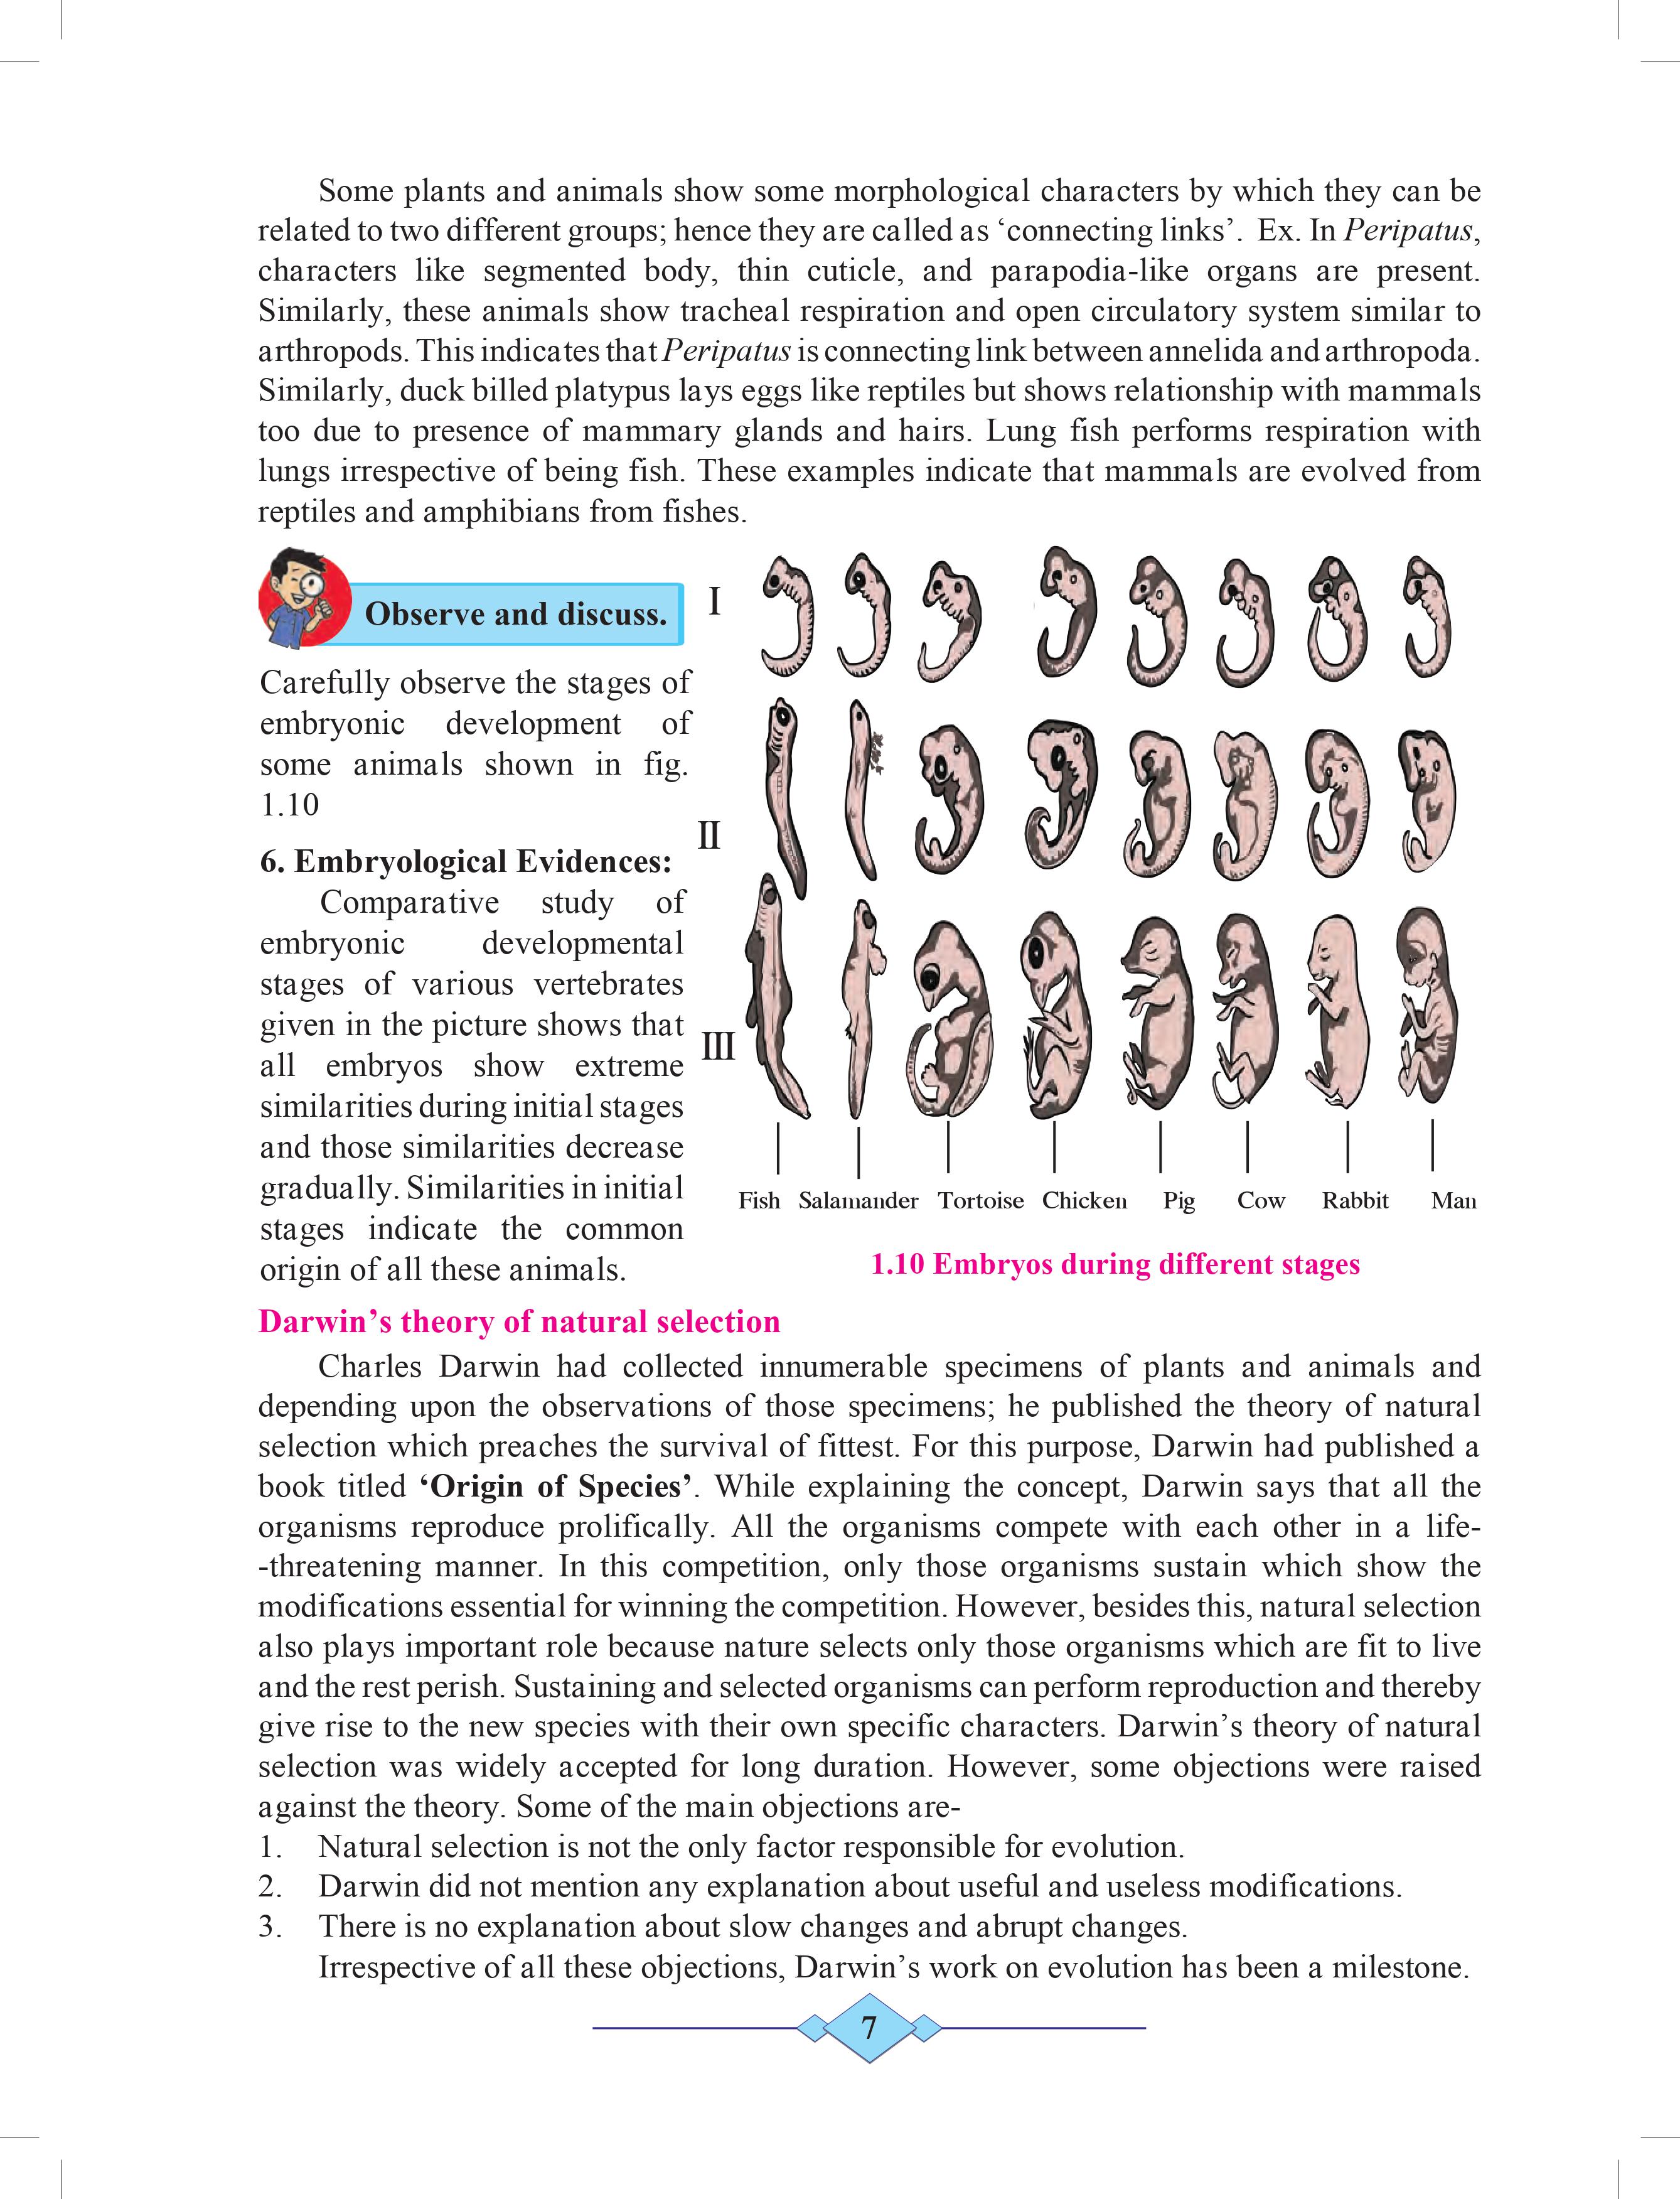 Some plants and animals show some morphological characters by which they can be
related to two different groups; hence they are called as ‘connecting links’. Ex. In Peripatus,
characters like segmented body, thin cuticle, and parapodia-like organs are present.
Similarly, these animals show tracheal respiration and open circulatory system similar to
arthropods. This indicates that Peripatus is connecting link between annelida and arthropoda.
Similarly, duck billed platypus lays eggs like reptiles but shows relationship with mammals
too due to presence of mammary glands and hairs. Lung fish performs respiration with
lungs irrespective of being fish. These examples indicate that mammals are evolved from
reptiles and amphibians from fishes.
Observe and discuss.
Carefully observe the stages of
embryonic development of
some animals shown in fig.
1.10
6. Embryological Evidences:
Comparative study of
embryonic developmental
stages of various vertebrates
given in the picture shows that
all embryos show extreme
similarities during initial stages
and those similarities decrease
gradually. Similarities in initial
stages indicate the common
origin of all these animals.
I
II
III
Fish Salamander Tortoise Chicken Pig Cow Rabbit Man
1.10 Embryos during different stages
Darwin’s theory of natural selection
Charles Darwin had collected innumerable specimens of plants and animals and
depending upon the observations of those specimens; he published the theory of natural
selection which preaches the survival of fittest. For this purpose, Darwin had published a
book titled ‘Origin of Species’. While explaining the concept, Darwin says that all the
organisms reproduce prolifically. All the organisms compete with each other in a life-
-threatening manner. In this competition, only those organisms sustain which show the
modifications essential for winning the competition. However, besides this, natural selection
also plays important role because nature selects only those organisms which are fit to live
and the rest perish. Sustaining and selected organisms can perform reproduction and thereby
give rise to the new species with their own specific characters. Darwin’s theory of natural
selection was widely accepted for long duration. However, some objections were raised
against the theory. Some of the main objections are-
1. Natural selection is not the only factor responsible for evolution.
2. Darwin did not mention any explanation about useful and useless modifications.
3. There is no explanation about slow changes and abrupt changes.
Irrespective of all these objections, Darwin’s work on evolution has been a milestone.
7